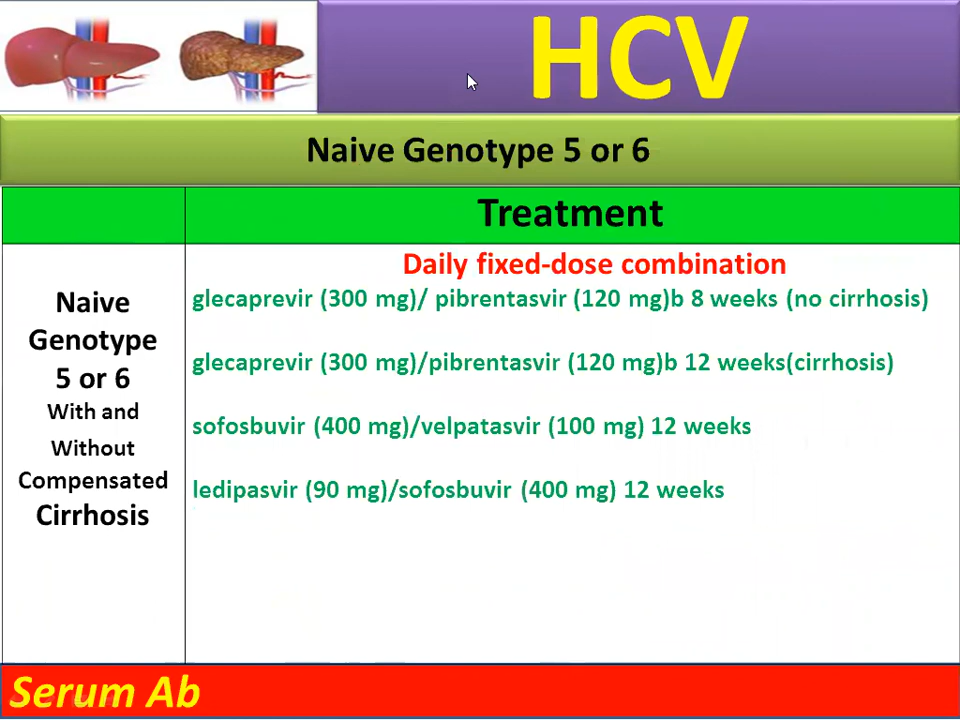 HCV
Naive Genotype 5 or 6
Treatment
Naive
Genotype
5 or 6
With and
Without
Compensated
Cirrhosis
Daily fixed-dose combination
glecaprevir (300 mg)/ pibrentasvir (120 mg)b 8 weeks (no cirrhosis)
glecaprevir (300 mg)/pibrentasvir (120 mg)b 12 weeks(cirrhosis)
sofosbuvir (400 mg)/velpatasvir (100 mg) 12 weeks
ledipasvir (90 mg)/sofosbuvir (400 mg) 12 weeks
Serum Ab